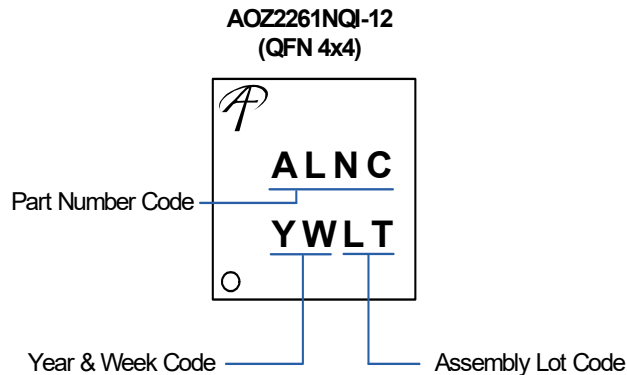 AOZ2261NQI-12
(QFN 4x4)
ALNC
Part Number Code
YWLT
Year & Week Code
Assembly Lot Code